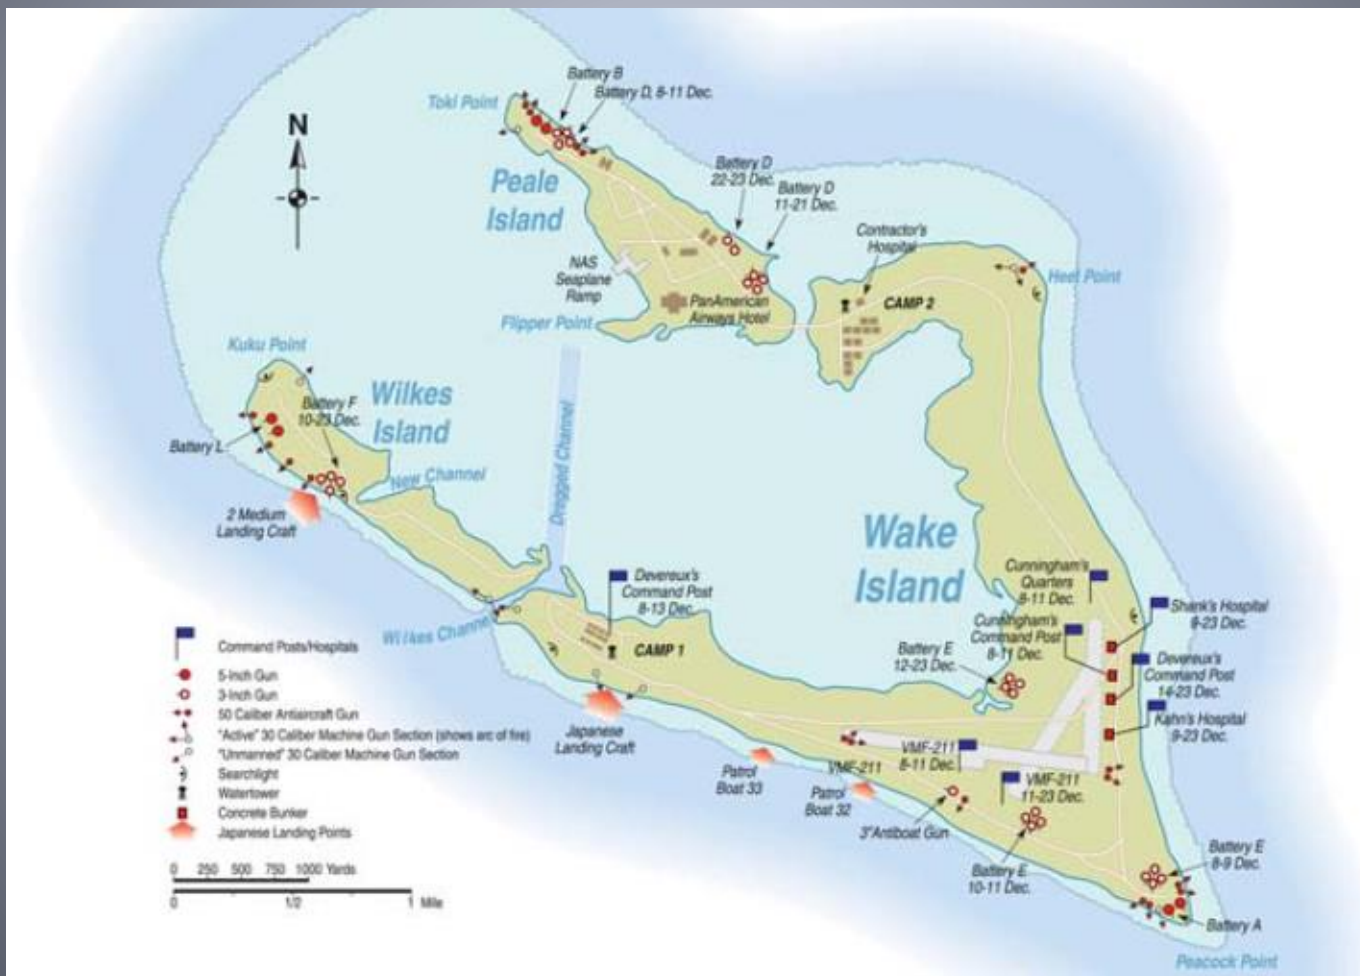 Battery B
Toki Point
Battery D, 8-11 Dec.
N
Battery D
22-23 Dec.
Battery D
11-21 Dec.
Peale
Island
Contractor's
Hospital
NAS
Seaplane
Ramp
Heel Point
CAMP 2
PanAmerican
Airways Hotel
Flipper Point
Kuku Point
Wilkes
Island
Battery F
10-23 Dec.
Battery L
New Channel
Dragged Channel
2 Medium
Landing Craft
Wake
Island
Cunningham's
Quarters
8-11 Dec.
Devereux's
Command Post
8-13 Dec.
Shank's Hospital
9-23 Dec.
Wilkes Channel
Cunningham's
Command Post
8-11 Dec.
CAMP 1
Battery E
12-23 Dec.
Devereux's
Command Post
14-23 Dec.
Kahn's Hospital
9-23 Dec.
Japanese
Landing Craft
VMF-211
8-11 Dec.
VMF-211
Patrol
Boat 33
Patrol
Boat 32
VMF-211
11-23 Dec.
3"Antiboat Gun
Battery E
10-11 Dec.
Battery E
8-9 Dec.
Battery A
Peacock Point
Command Posts/Hospitals
5-Inch Gun
3-Inch Gun
50 Caliber Antiaircraft Gun
"Active" 30 Caliber Machine Gun Section (shows arc of fire)
"Unmanned" 30 Caliber Machine Gun Section
Searchlight
Watertower
Concrete Bunker
Japanese Landing Points
0 250 500 750 1000 Yards
0 1/2 1 Mile